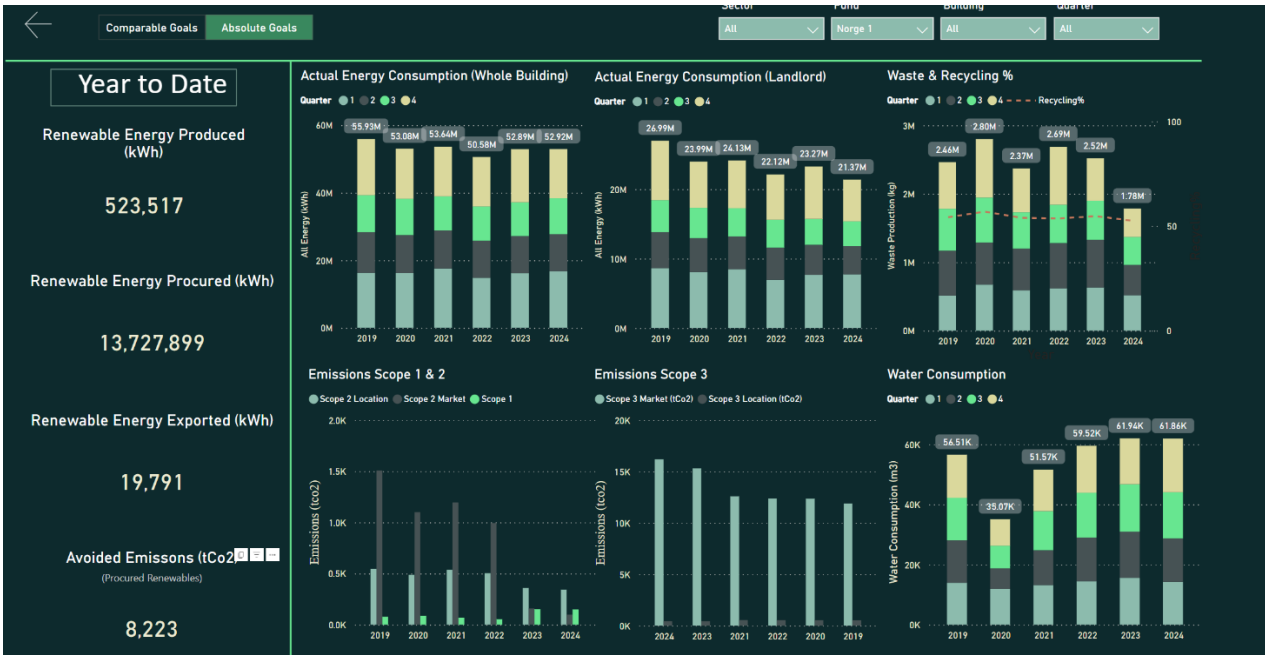 Sector Fund Building Quarter
Comparable Goals Absolute Goals All Norge 1 All All
Year to Date
Renewable Energy Produced
(kWh)
523,517
Renewable Energy Procured (kWh)
13,727,899
Renewable Energy Exported (kWh)
19,791
Avoided Emissons (tCo2
(Procured Renewables)
8,223
Actual Energy Consumption (Whole Building)
Quarter 1 2 3 4
All Energy (kWh)
60M
40M
20M
0M
55.93M 53.08M 53.64M 50.58M 52.89M 52.92M
2019 2020 2021 2022 2023 2024
Actual Energy Consumption (Landlord)
Quarter 1 2 3 4
All Energy (kWh)
20M
10M
0M
26.99M 23.99M 24.13M 22.12M 23.27M 21.37M
2019 2020 2021 2022 2023 2024
Waste & Recycling %
Quarter 1 2 3 4 Recycling%
Waste Production (kg)
3M
2M
1M
0M
2.46M 2.80M 2.37M 2.69M 2.52M 1.78M
100
50
0
2019 2020 2021 2022 2023 2024
Emissions Scope 1 & 2
Scope 2 Location Scope 2 Market Scope 1
Emissions (tco2)
2.0K
1.5K
1.0K
0.5K
0.0K
2019 2020 2021 2022 2023 2024
Emissions Scope 3
Scope 3 Market (tCo2) Scope 3 Location (tCo2)
Emissions (tco2)
20K
15K
10K
5K
0K
2024 2023 2021 2022 2020 2019
Water Consumption
Quarter 1 2 3 4
Water Consumption (m3)
60K
40K
20K
0K
56.51K 35.07K 51.57K 59.52K 61.94K 61.86K
2019 2020 2021 2022 2023 2024